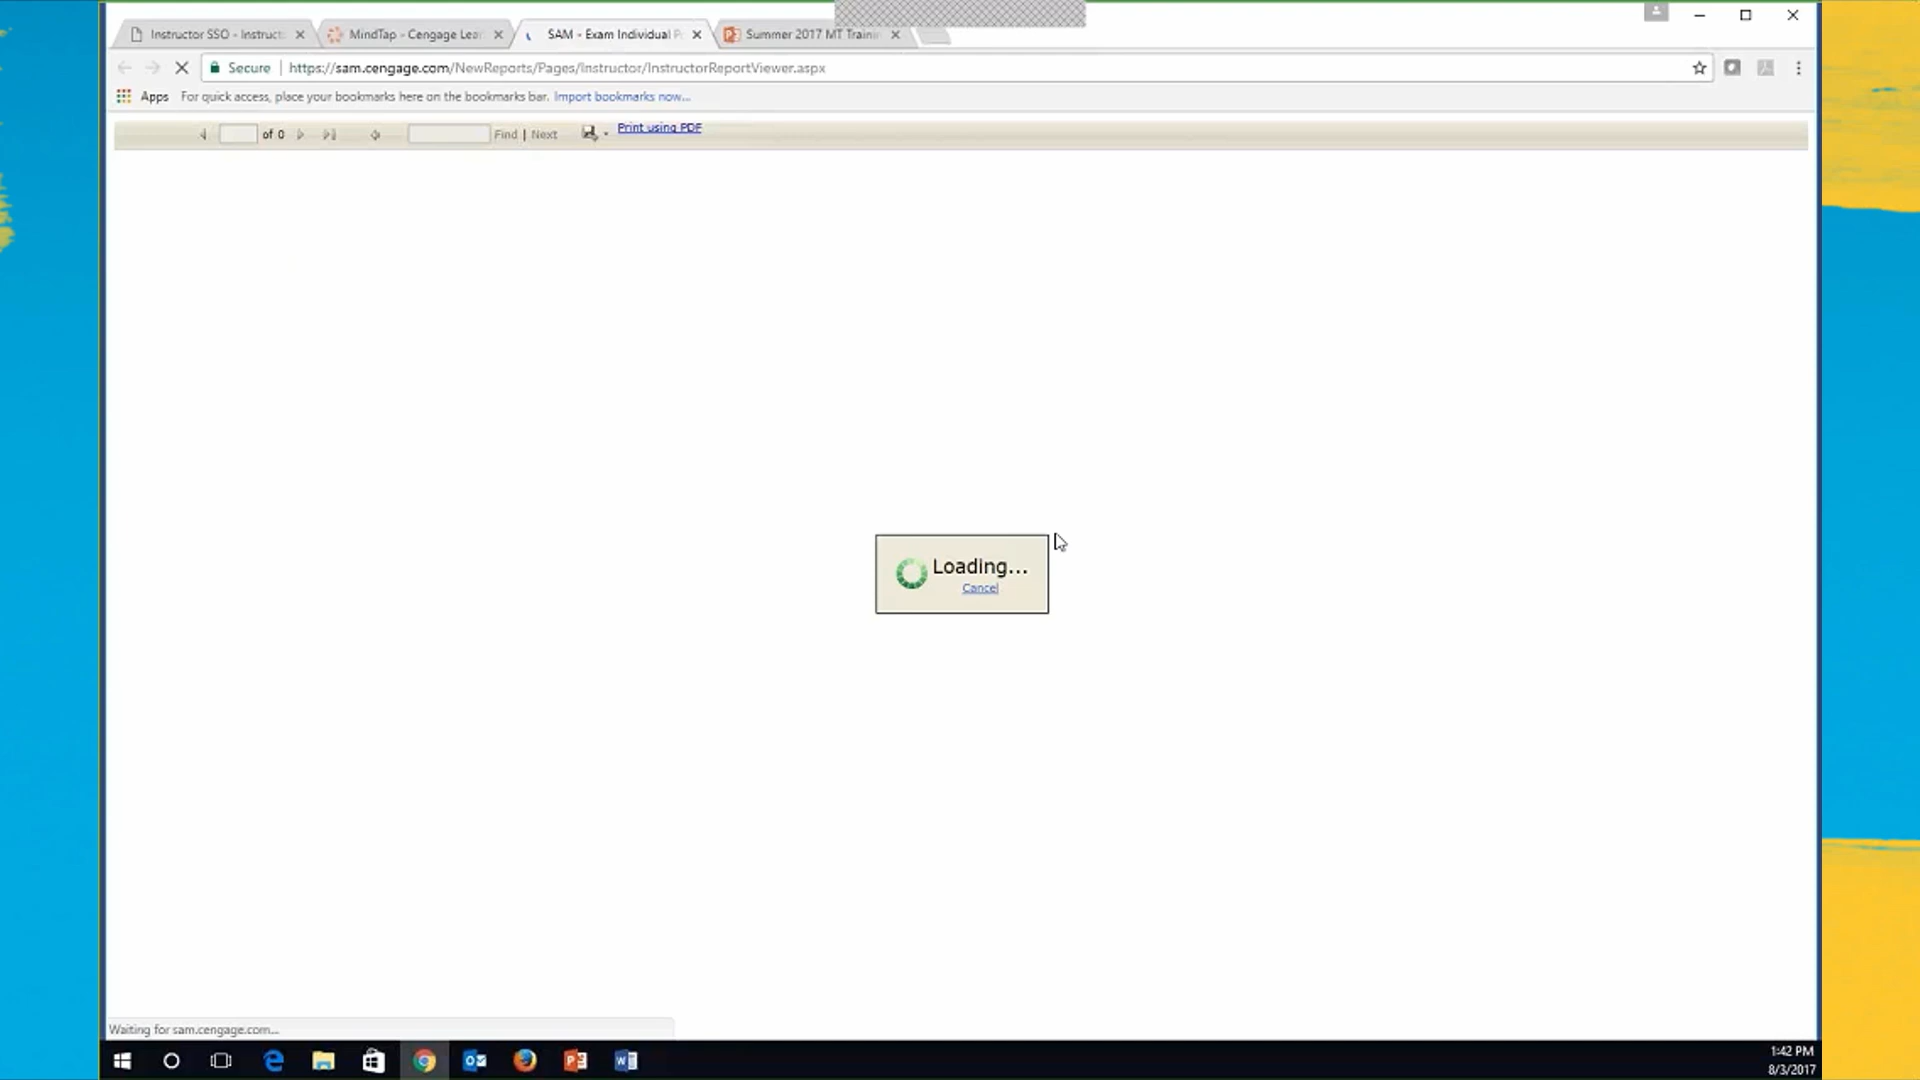 Instructor SSO - Instruct
MindTap - Cengage Lear
SAM - Exam Individual P
Summer 2017 MT Trainin
Secure | https://sam.cengage.com/NewReports/Pages/Instructor/InstructorReportViewer.aspx
Apps For quick access, place your bookmarks here on the bookmarks bar. Import bookmarks now...
of 0 Find | Next Print using PDF
Loading...
Cancel
Waiting for sam.cengage.com...
1:42 PM
8/3/2017